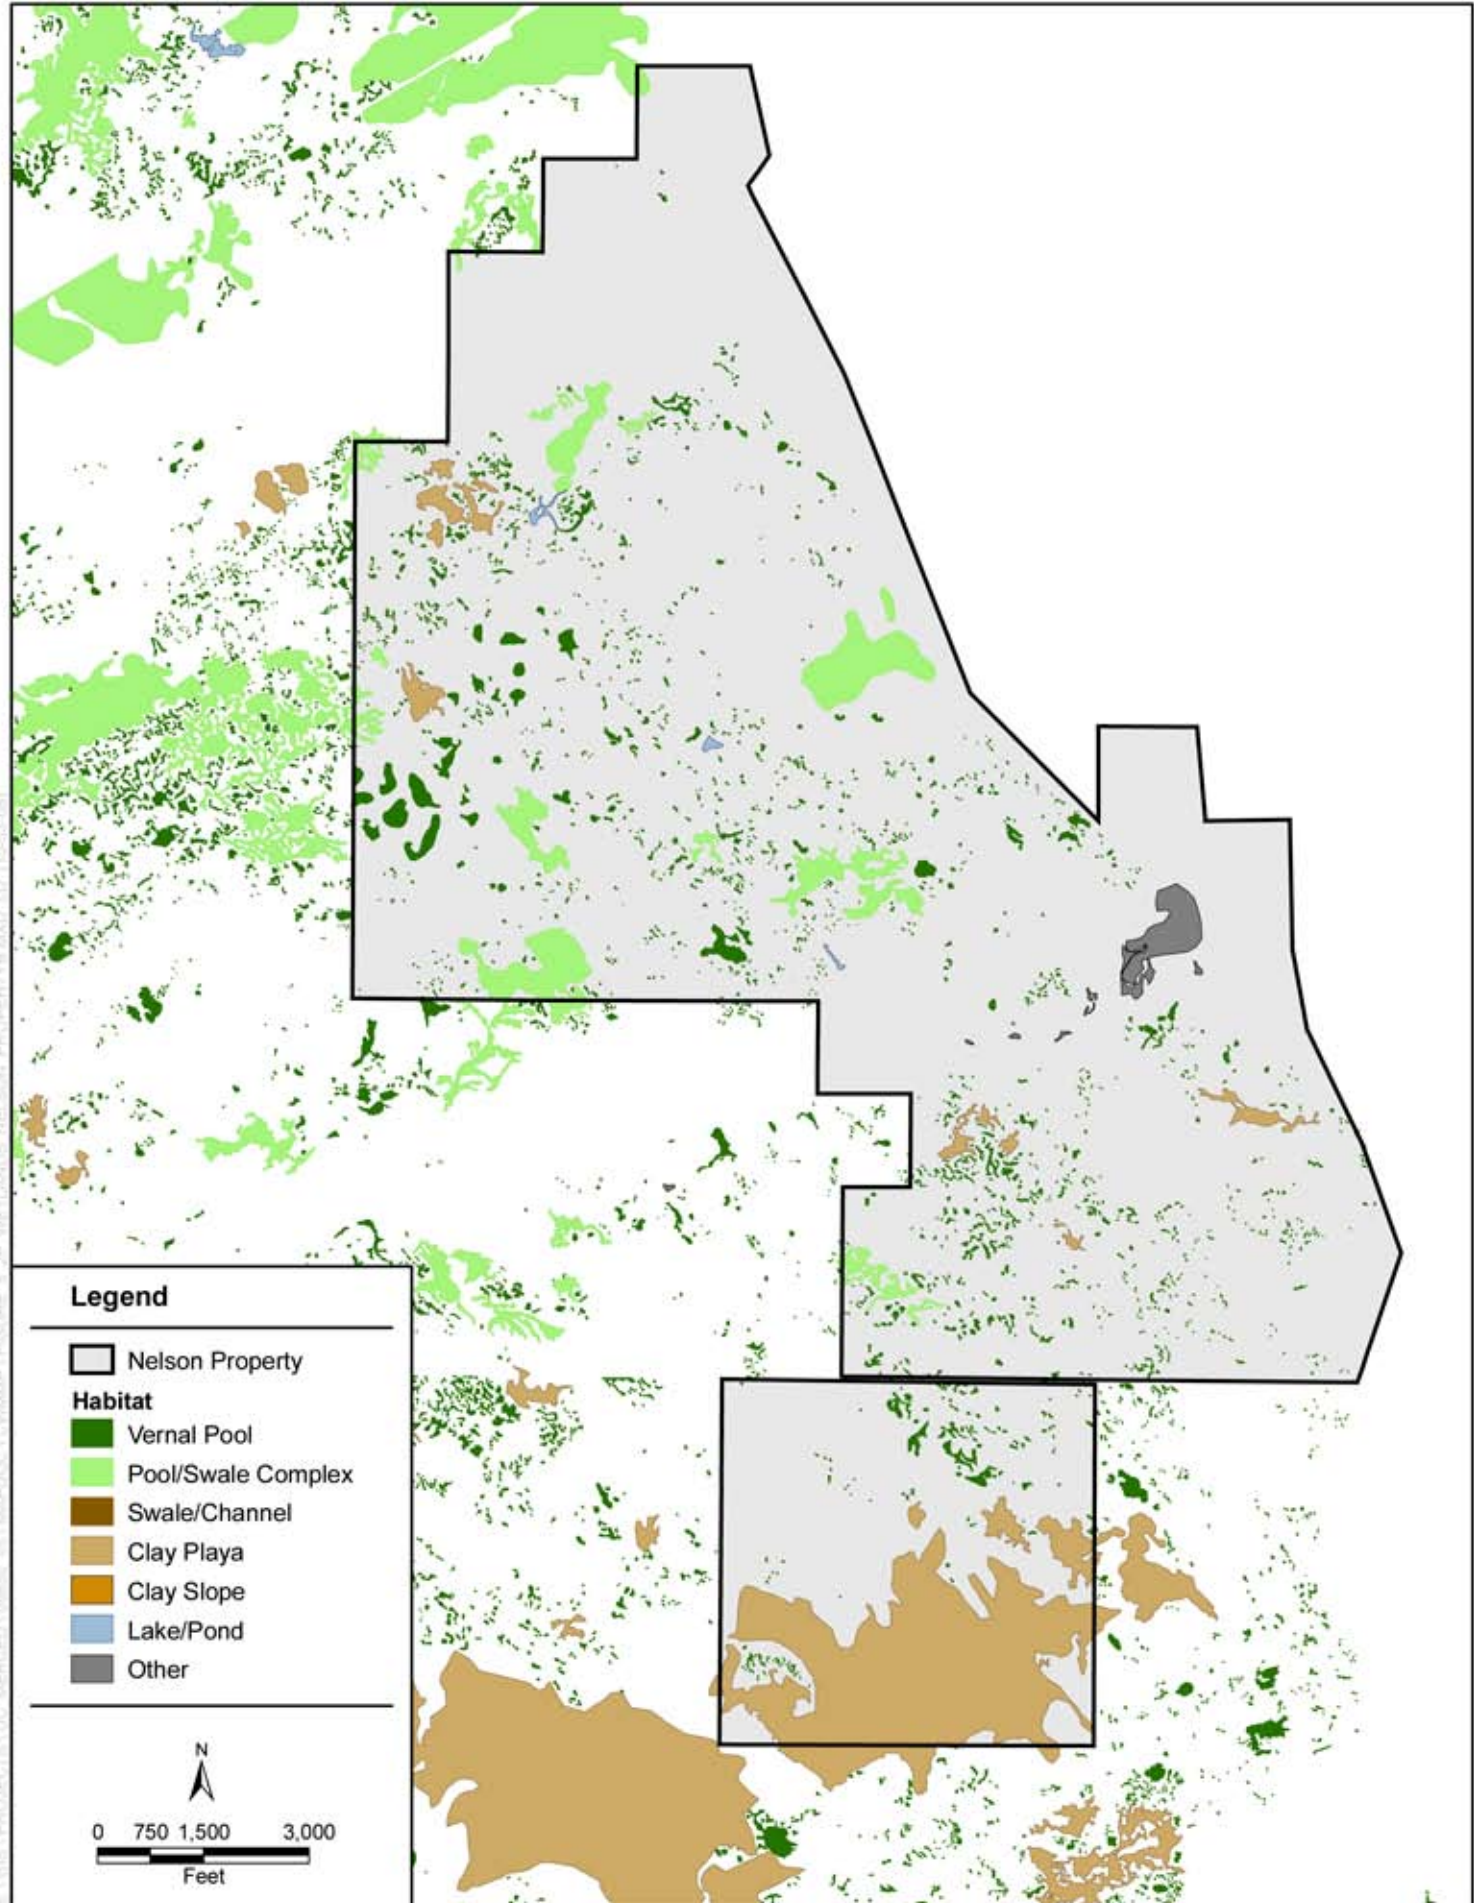 Legend
Nelson Property
Habitat
Vernal Pool
Pool/Swale Complex
Swale/Channel
Clay Playa
Clay Slope
Lake/Pond
Other
N
0 750 1,500 3,000
Feet